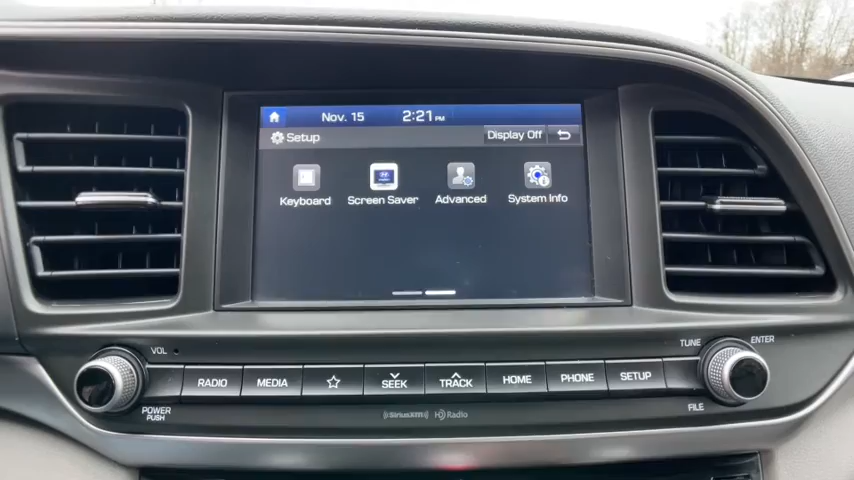 Nov. 15 2:21 PM
Setup Display Off
Keyboard Screen Saver Advanced System Info
VOL TUNE ENTER
RADIO MEDIA SEEK TRACK HOME PHONE SETUP
POWER PUSH FILE
SiriusXM HD Radio